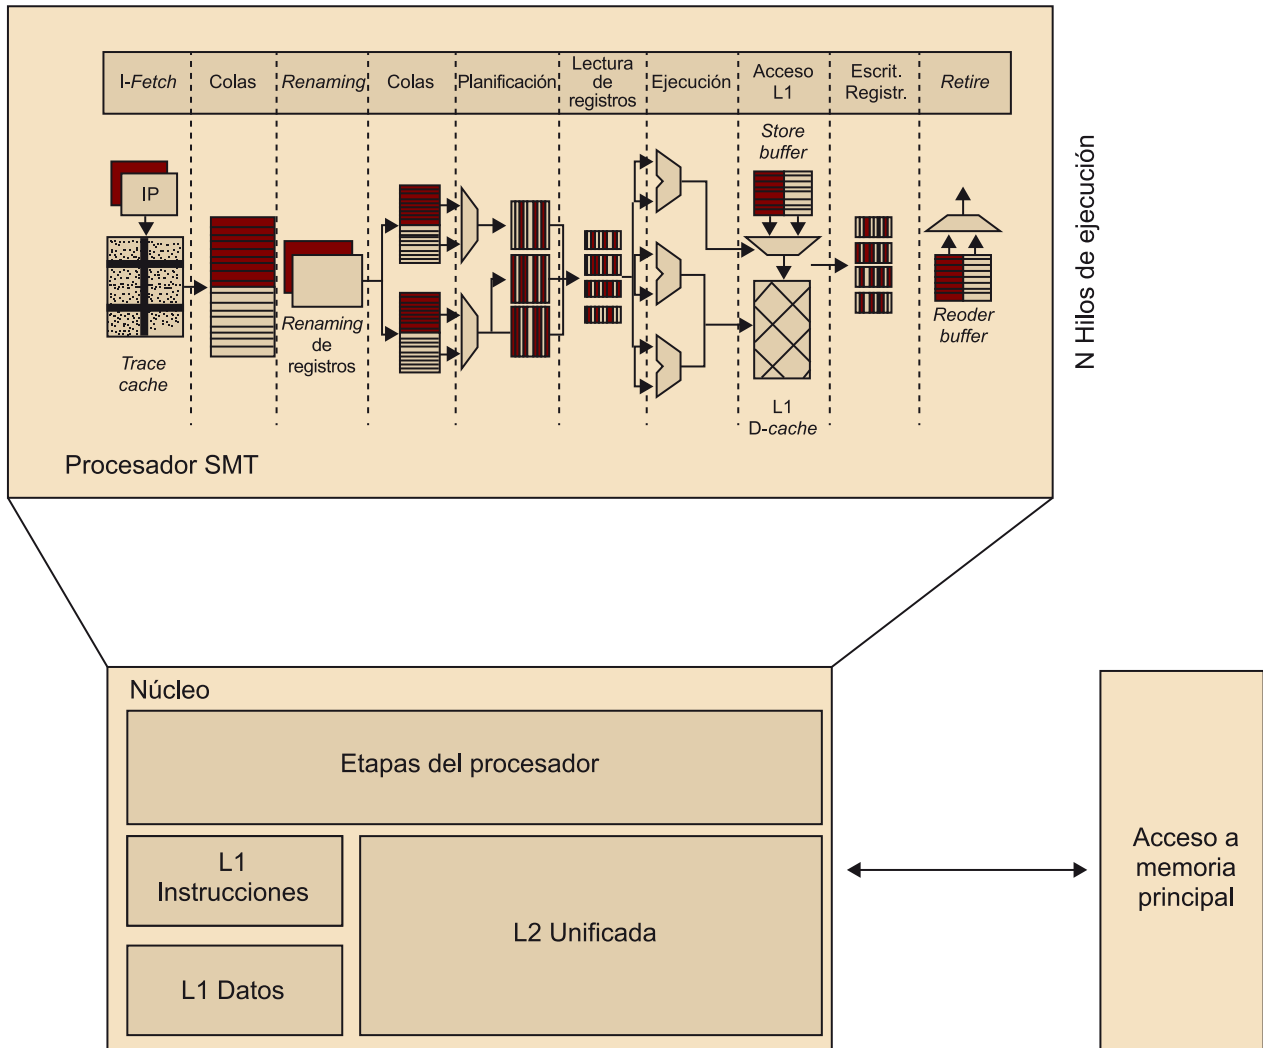 I-Fetch
Colas
Renaming
Colas
Planificación
Lectura
de
registros
Ejecución
Acceso
L1
Escrit.
Registr.
Retire
Store
buffer
IP
Trace
cache
Renaming
de
registros
L1
D-cache
Reoder
buffer
Procesador SMT
N Hilos de ejecución
Núcleo
Etapas del procesador
L1
Instrucciones
L1 Datos
L2 Unificada
Acceso a
memoria
principal